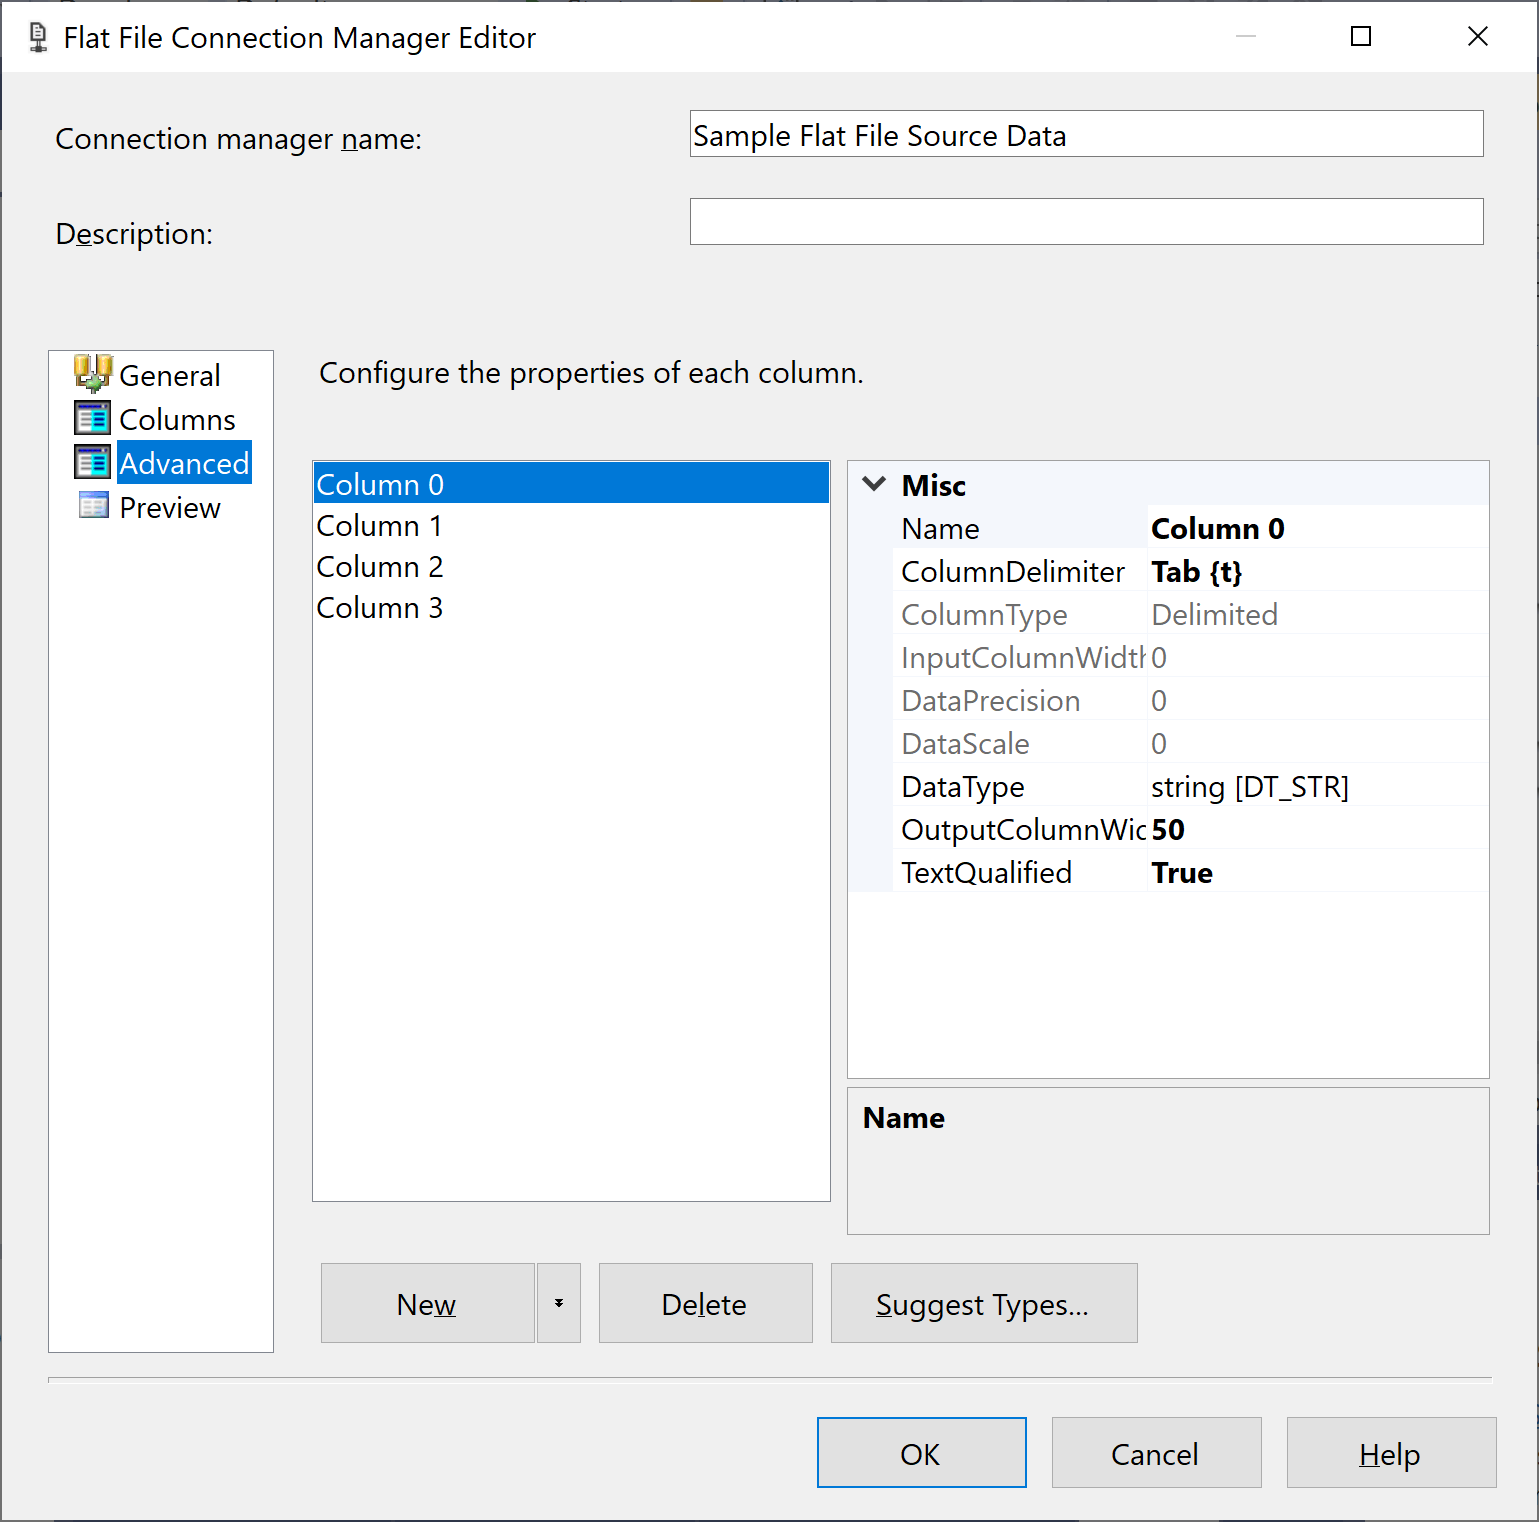 Flat File Connection Manager Editor
Connection manager name:
Sample Flat File Source Data
Description:
General
Columns
Advanced
Preview
Configure the properties of each column.
Column 0
Column 1
Column 2
Column 3
Misc
Name Column 0
ColumnDelimiter Tab {t}
ColumnType Delimited
InputColumnWidth 0
DataPrecision 0
DataScale 0
DataType string [DT_STR]
OutputColumnWid 50
TextQualified True
Name
New
Delete
Suggest Types...
OK
Cancel
Help